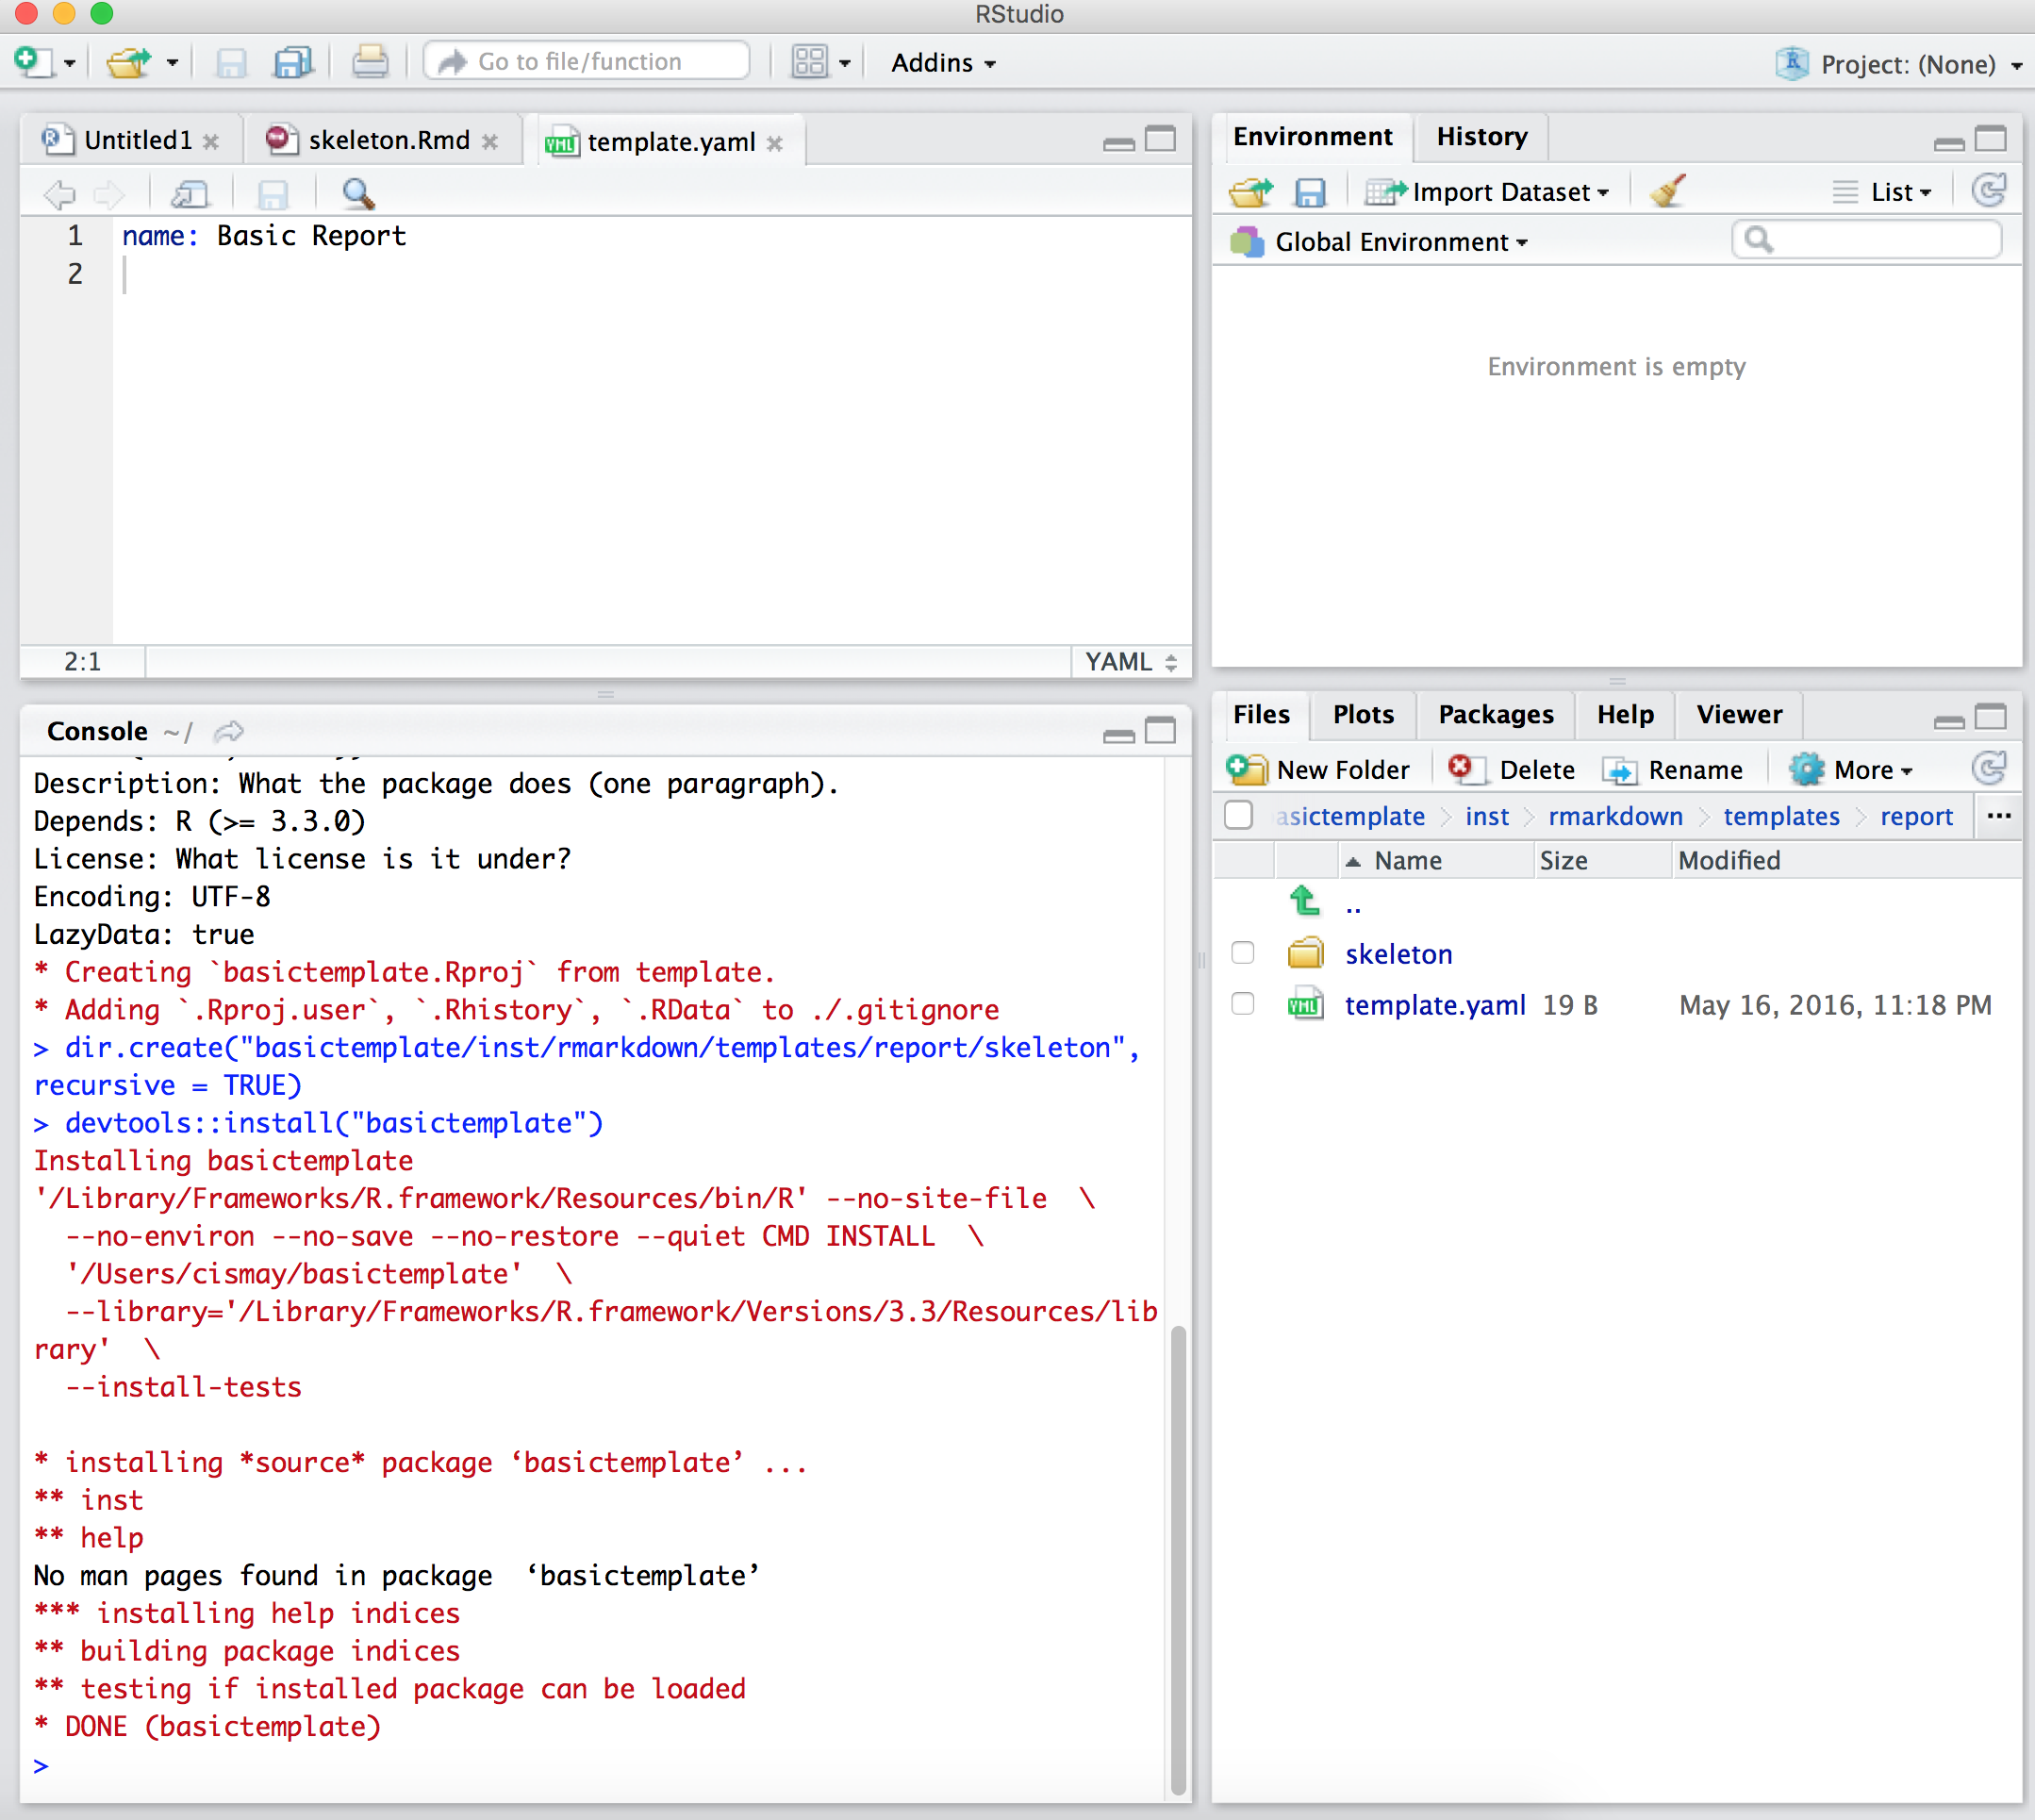 RStudio
Go to file/function
Addins
Project: (None)
Untitled1
skeleton.Rmd
template.yaml
1 name: Basic Report
2
2:1
YAML
Environment
History
Import Dataset
List
Global Environment
Environment is empty
Console ~/
Description: What the package does (one paragraph).
Depends: R (>= 3.3.0)
License: What license is it under?
Encoding: UTF-8
LazyData: true
* Creating `basictemplate.Rproj` from template.
* Adding `.Rproj.user`, `.Rhistory`, `.RData` to ./.gitignore
> dir.create("basictemplate/inst/rmarkdown/templates/report/skeleton",
recursive = TRUE)
> devtools::install("basictemplate")
Installing basictemplate
'/Library/Frameworks/R.framework/Resources/bin/R' --no-site-file  \
  --no-environ --no-save --no-restore --quiet CMD INSTALL  \
  '/Users/cismay/basictemplate'  \
  --library='/Library/Frameworks/R.framework/Versions/3.3/Resources/lib
rary'  \
  --install-tests
* installing *source* package ‘basictemplate’ ...
** inst
** help
No man pages found in package  ‘basictemplate’
*** installing help indices
** building package indices
** testing if installed package can be loaded
* DONE (basictemplate)
>
Files
Plots
Packages
Help
Viewer
New Folder
Delete
Rename
More
asictemplate
inst
rmarkdown
templates
report
...
Name
Size
Modified
..
skeleton
YML template.yaml 19 B May 16, 2016, 11:18 PM